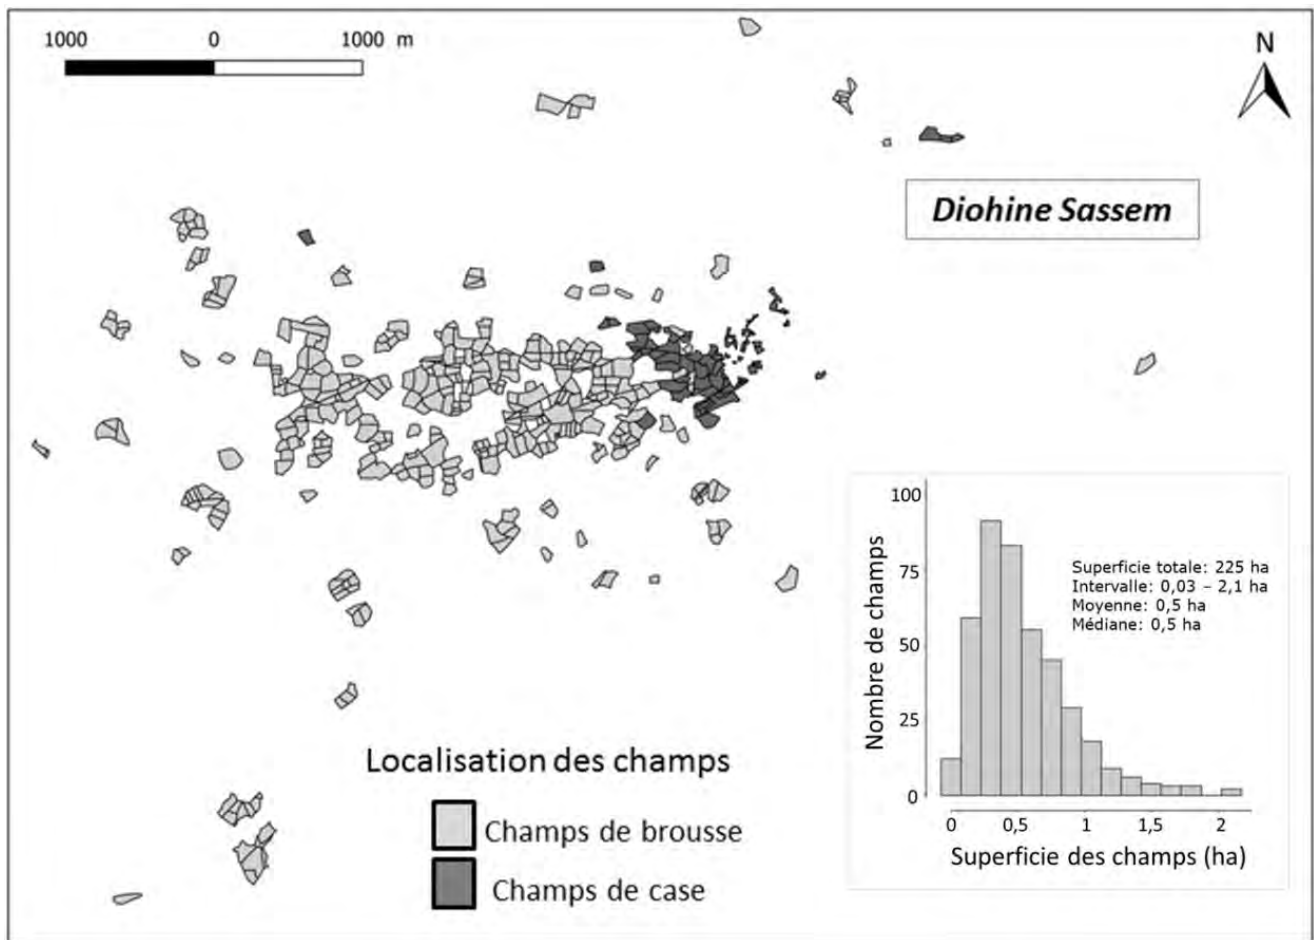 1000 0 1000 m
N
Diohine Sassem
Localisation des champs
Champs de brousse
Champs de case
Nombre de champs
100
75
50
25
0
Superficie totale: 225 ha
Intervalle: 0,03 – 2,1 ha
Moyenne: 0,5 ha
Médiane: 0,5 ha
0 0,5 1 1,5 2
Superficie des champs (ha)